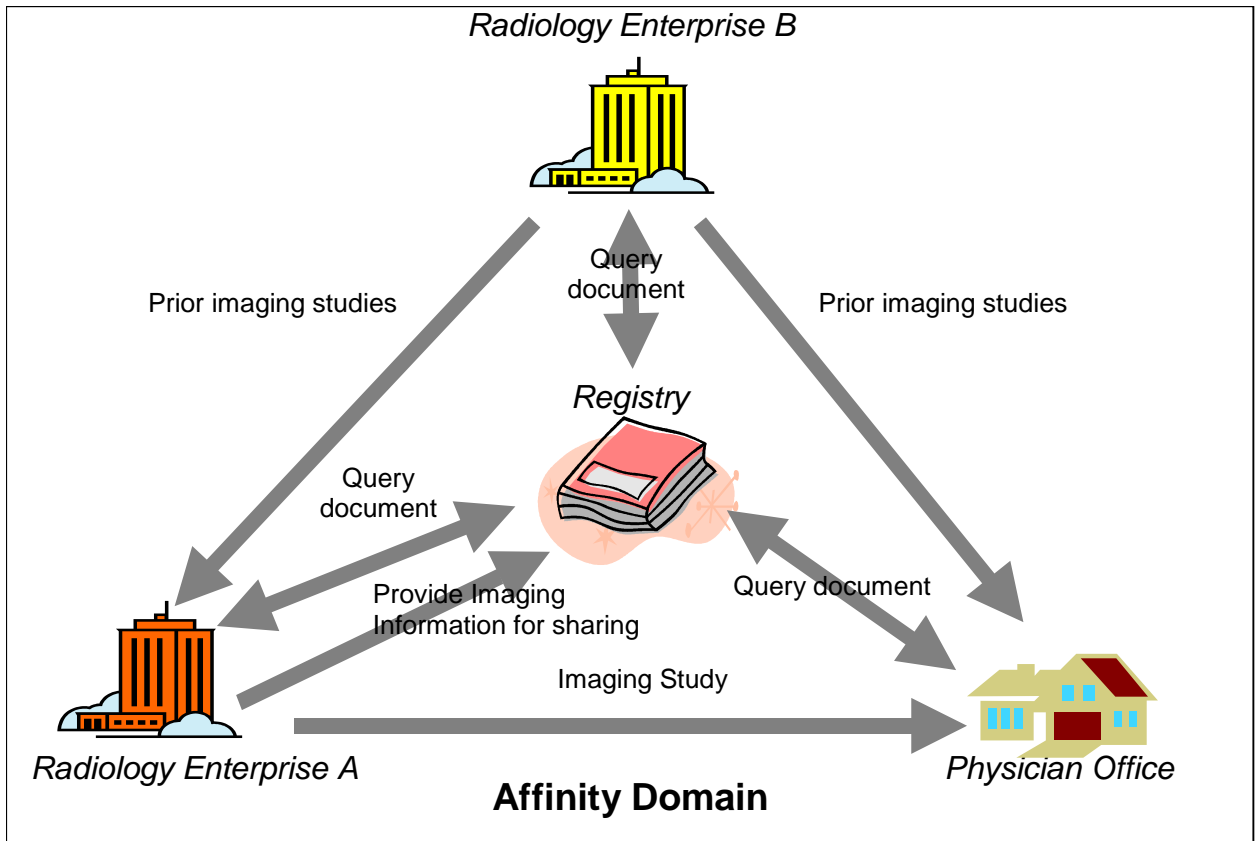 Radiology Enterprise B
Query
document
Prior imaging studies
Prior imaging studies
Registry
Query
document
Provide Imaging
Information for sharing
Query document
Imaging Study
Radiology Enterprise A
Physician Office
Affinity Domain